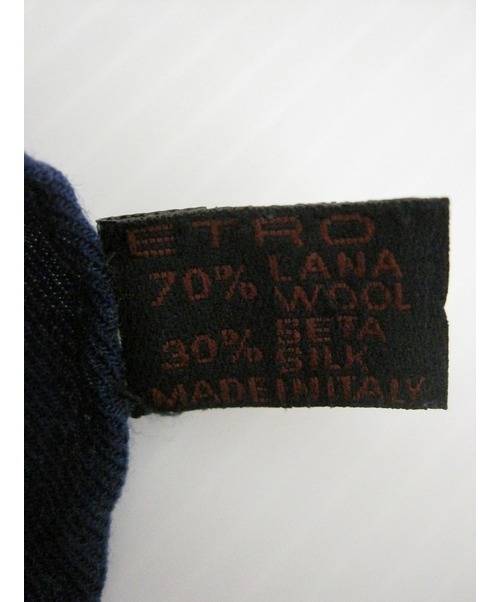 ETRO
70% LANA
WOOL
30% SETA
SILK
MADE IN ITALY